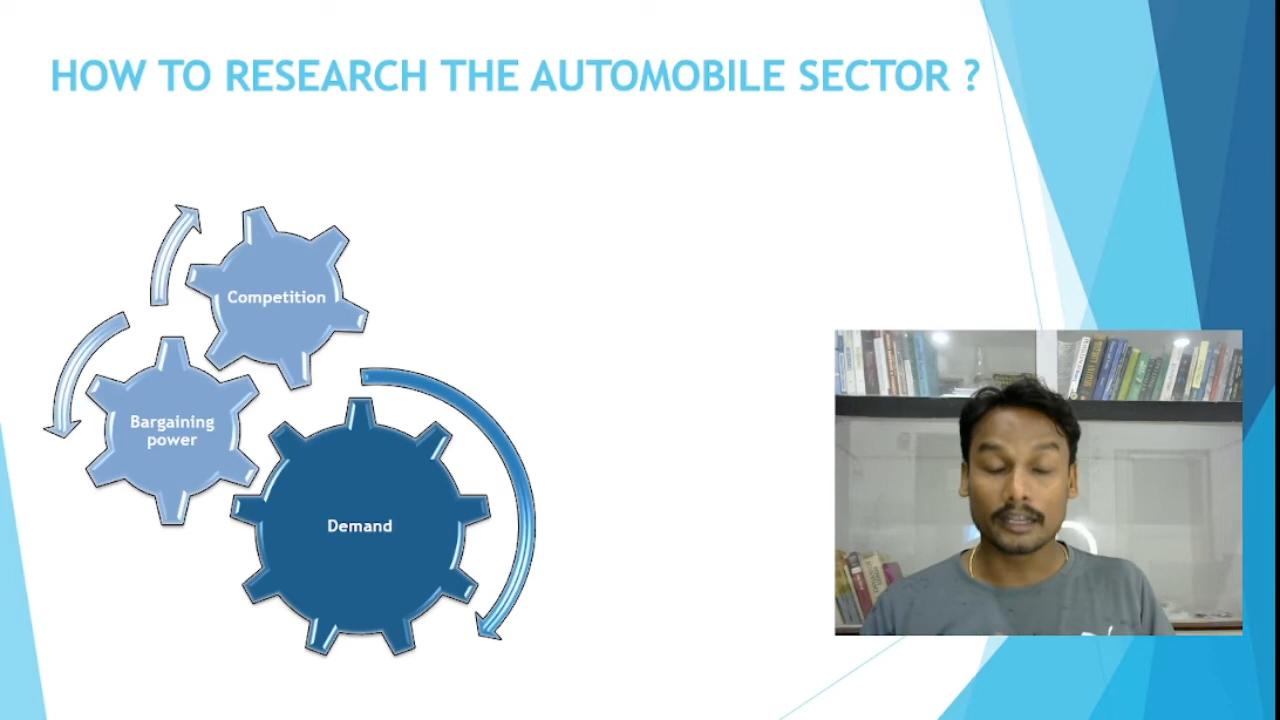 HOW TO RESEARCH THE AUTOMOBILE SECTOR ?
Competition
Bargaining
power
Demand